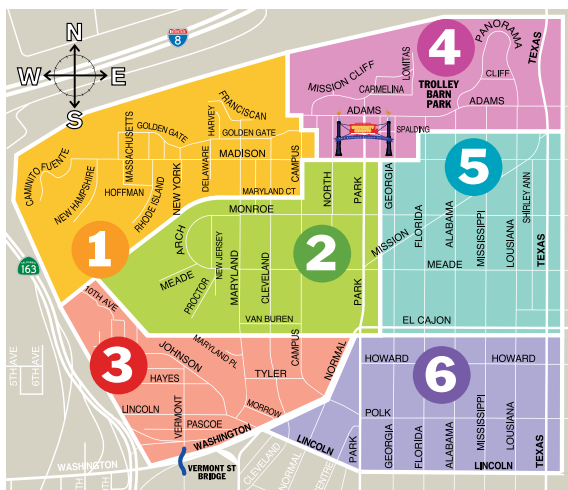 N
W E
S
8
4
PANORAMA
TEXAS
LOMITAS
MISSION CLIFF
CARMELINA
CLIFF
TROLLEY
BARN
PARK
ADAMS
ADAMS
SPALDING
FRANCISCAN
HARVEY
MASSACHUSETTS
GOLDEN GATE
GOLDEN GATE
MADISON
CAMPUS
DELAWARE
CAMINITO FUENTE
NEW HAMPSHIRE
HOFFMAN
RHODE ISLAND
NEW YORK
MARYLAND CT
NORTH
PARK
GEORGIA
5
SHIRLEY ANN
MONROE
ARCH
FLORIDA
ALABAMA
MISSISSIPPI
LOUISIANA
TEXAS
MISSION
1
2
NEW JERSEY
MARYLAND
CLEVELAND
MEADE
MEADE
PROCTOR
163
10TH AVE
PARK
VAN BUREN
EL CAJON
CAMPUS
NORMAL
3
JOHNSON
MARYLAND PL
5TH AVE
6TH AVE
HOWARD
HOWARD
6
HAYES
TYLER
LINCOLN
VERMONT
MORROW
PASCOE
POLK
WASHINGTON
LINCOLN
PARK
GEORGIA
FLORIDA
ALABAMA
MISSISSIPPI
LOUISIANA
TEXAS
WASHINGTON
VERMONT ST
BRIDGE
CLEVELAND
NORMAL
CENTRE
LINCOLN